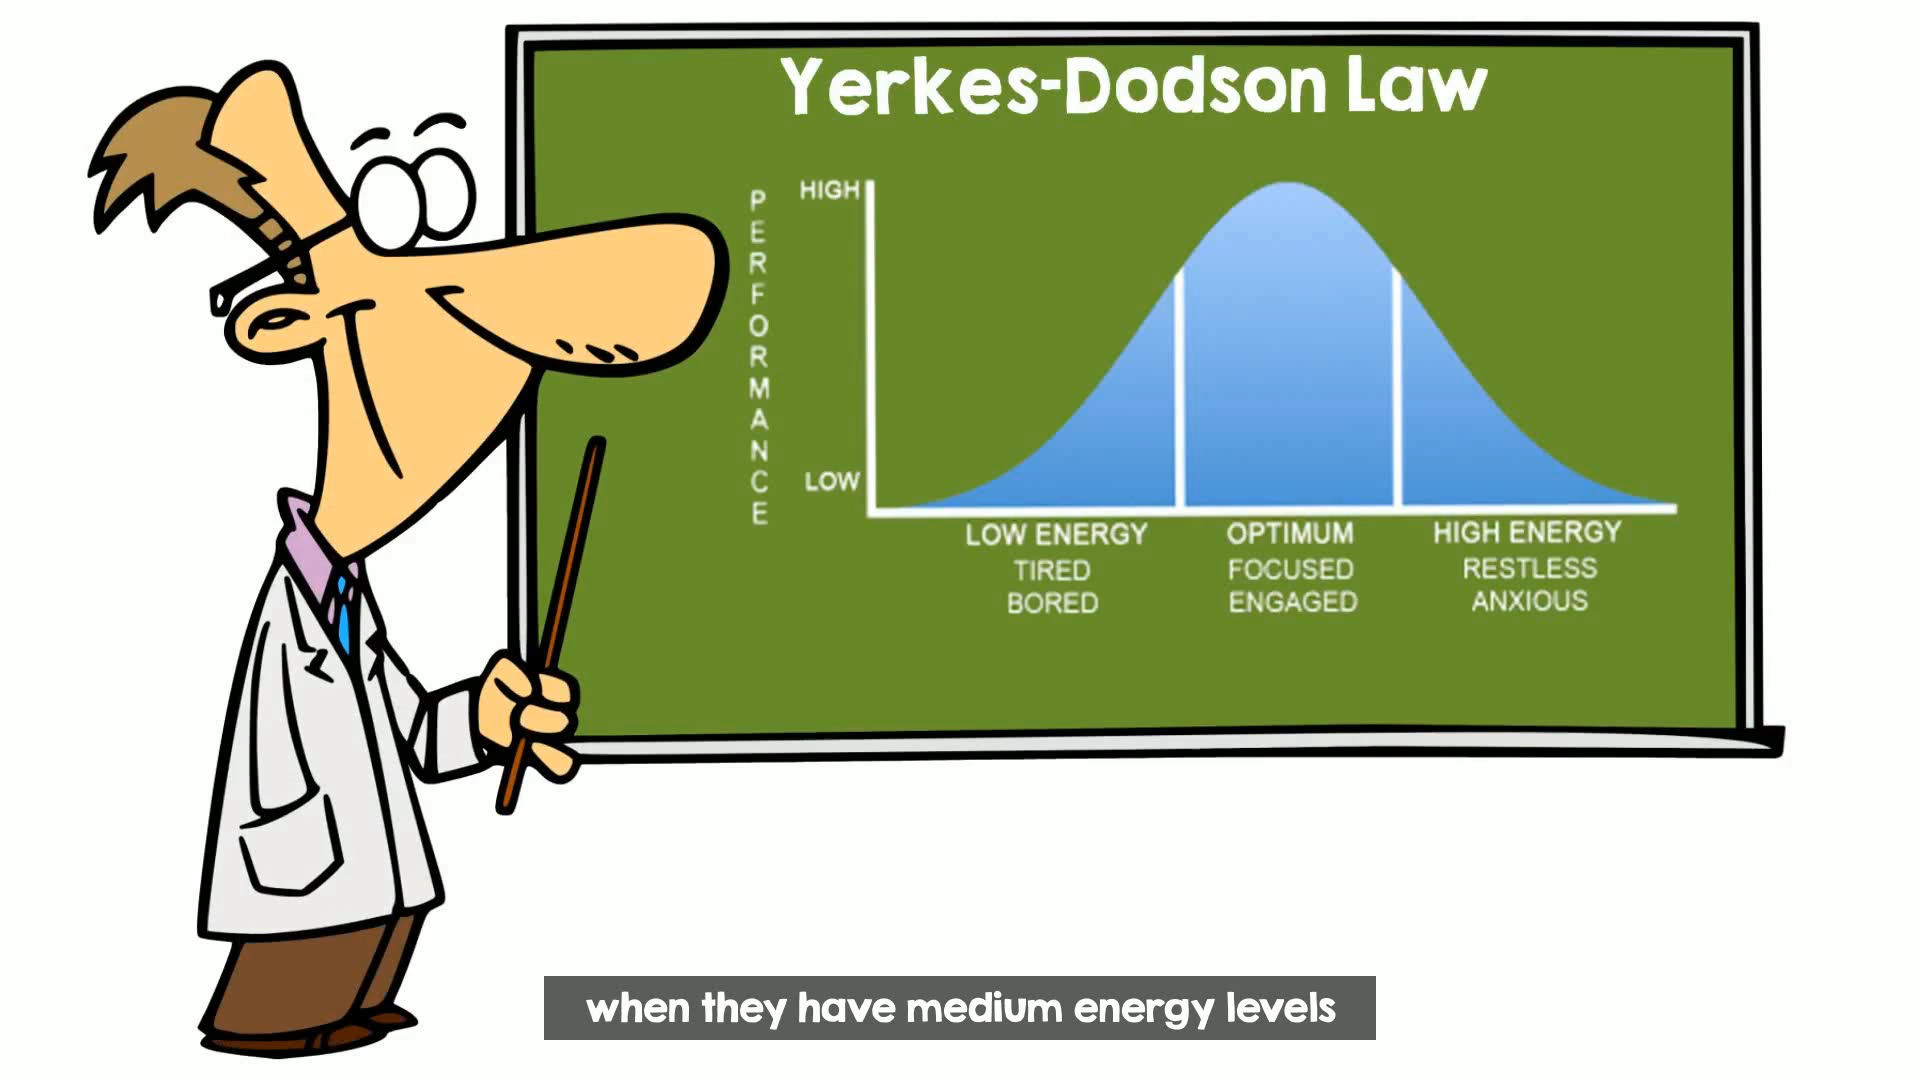 Yerkes-Dodson Law
PERFORMANCE
HIGH
LOW
LOW ENERGY
TIRED
BORED
OPTIMUM
FOCUSED
ENGAGED
HIGH ENERGY
RESTLESS
ANXIOUS
when they have medium energy levels